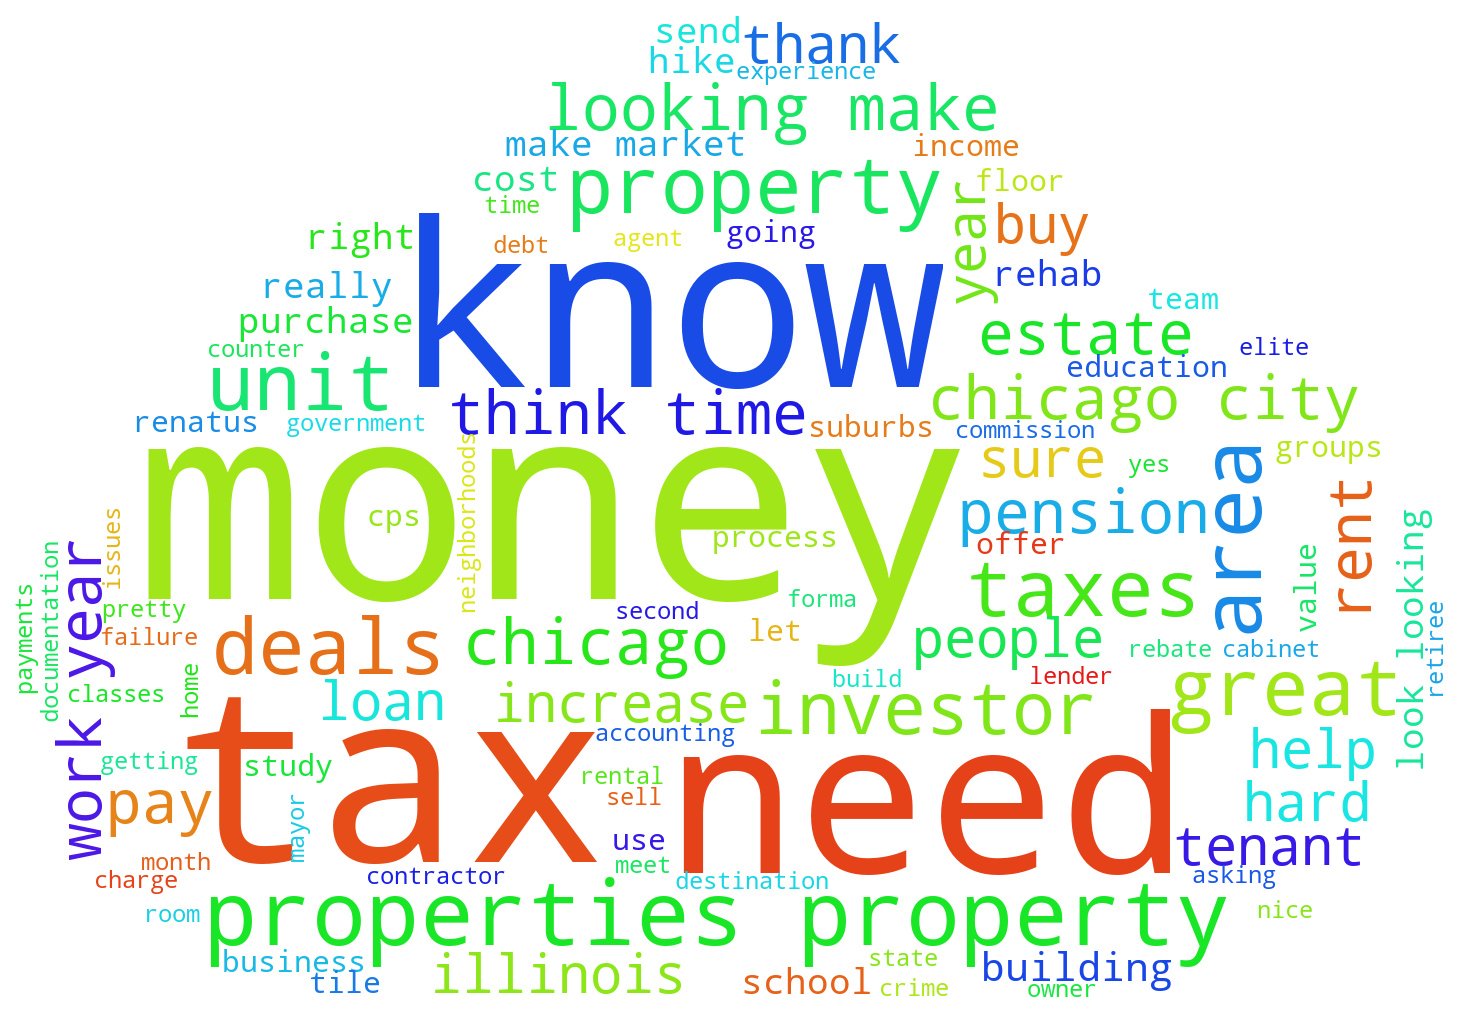 send
thank
hike
experience
looking make
make market
income
cost
property
floor
time
year
buy
right
debt
agent
going
know
really
rehab
team
purchase
estate
counter
elite
unit
education
think time
chicago city
renatus
government
suburbs
commission
money
neighborhoods
sure
yes
groups
area
cps
pension
rent
process
offer
issues
look looking
work year
value
documentation
payments
taxes
forma
pretty
second
let
people
failure
chicago
deals
rebate
cabinet
retiree
home
classes
loan
increase
build
investor
lender
great
tax
need
accounting
getting
study
rental
help
pay
sell
hard
mayor
use
tenant
month
meet
charge
contractor
destination
asking
room
properties property
nice
business
tile
illinois
school
state
crime
building
owner